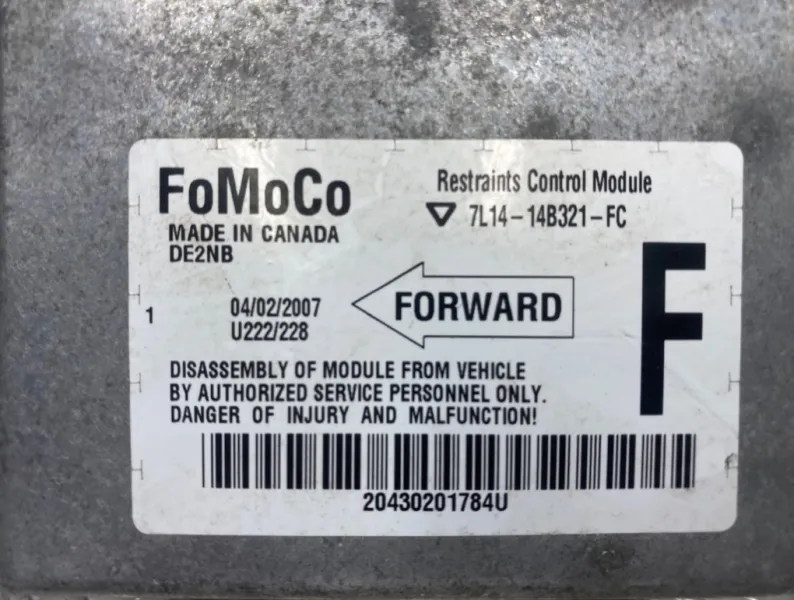 FoMoCo
Restraints Control Module
7L14-14B321-FC
MADE IN CANADA
DE2NB
1
04/02/2007
U222/228
FORWARD
F
DISASSEMBLY OF MODULE FROM VEHICLE
BY AUTHORIZED SERVICE PERSONNEL ONLY.
DANGER OF INJURY AND MALFUNCTION!
20430201784U